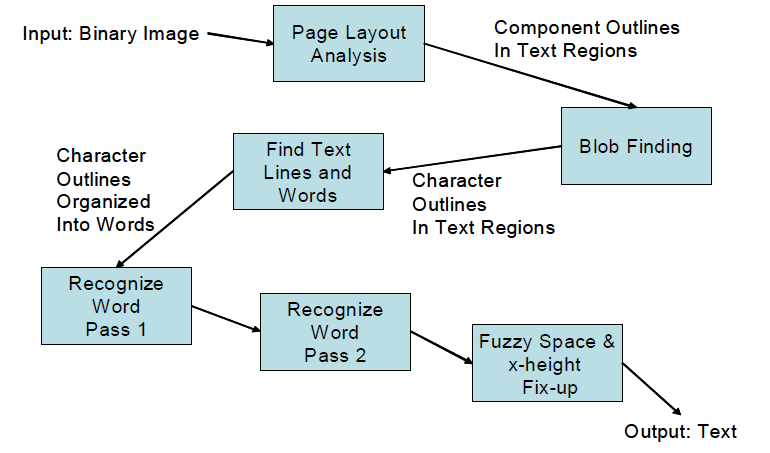 Input: Binary Image
Page Layout
Analysis
Component Outlines
In Text Regions
Blob Finding
Character
Outlines
In Text Regions
Find Text
Lines and
Words
Character
Outlines
Organized
Into Words
Recognize
Word
Pass 1
Recognize
Word
Pass 2
Fuzzy Space &
x-height
Fix-up
Output: Text